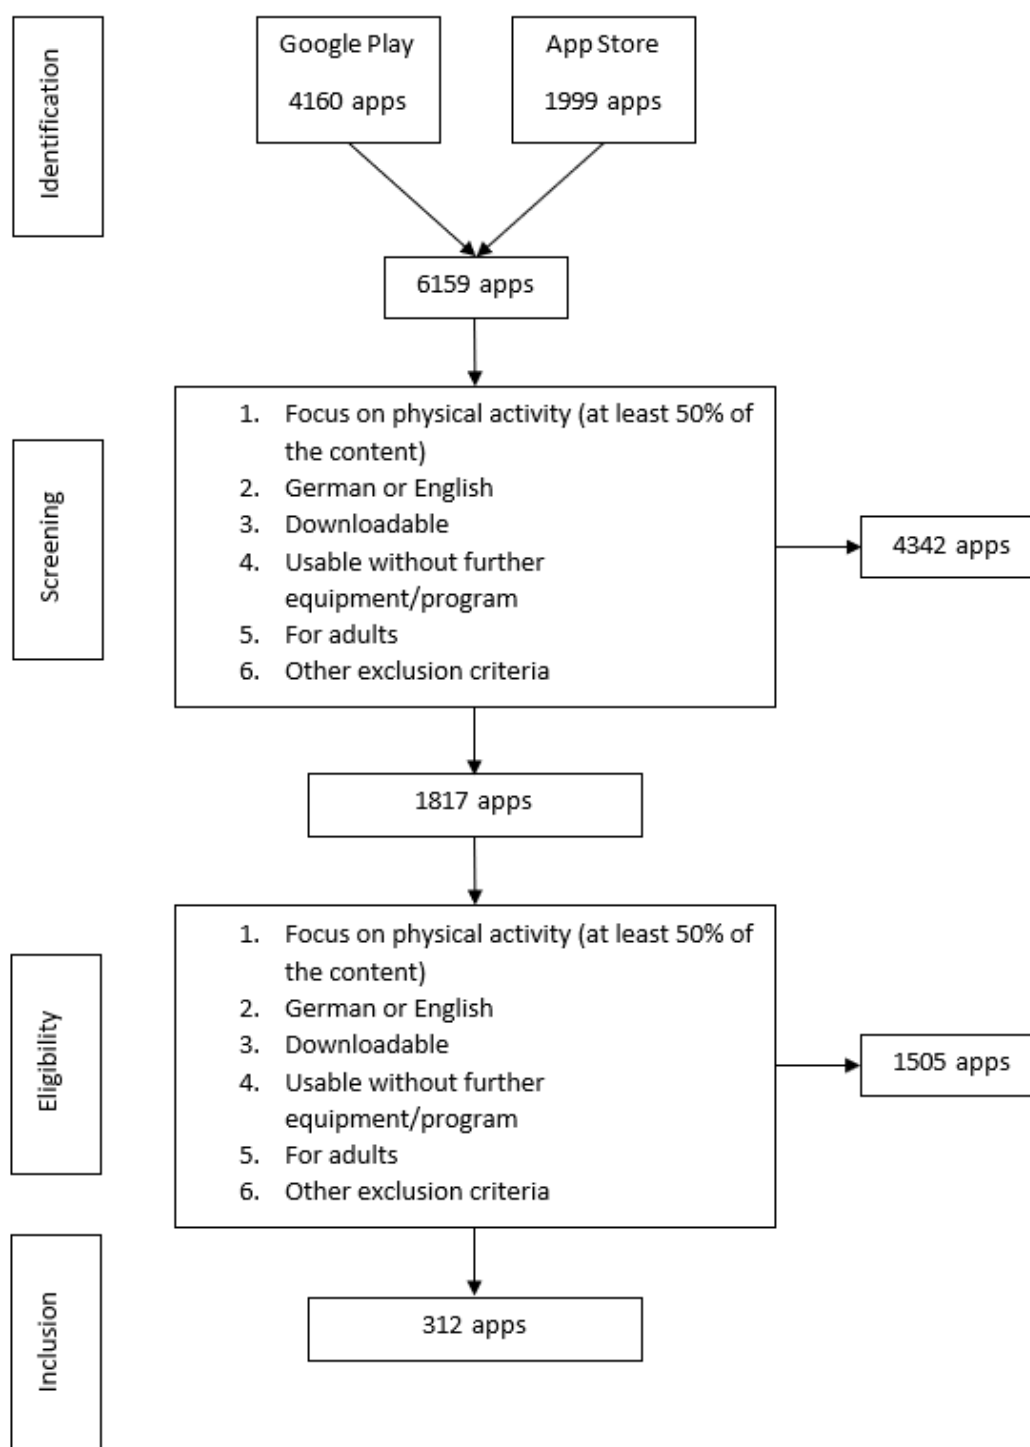 Identification
Google Play
4160 apps
App Store
1999 apps
6159 apps
Screening
1. Focus on physical activity (at least 50% of
the content)
2. German or English
3. Downloadable
4. Usable without further
equipment/program
5. For adults
6. Other exclusion criteria
4342 apps
1817 apps
Eligibility
1. Focus on physical activity (at least 50% of
the content)
2. German or English
3. Downloadable
4. Usable without further
equipment/program
5. For adults
6. Other exclusion criteria
1505 apps
Inclusion
312 apps